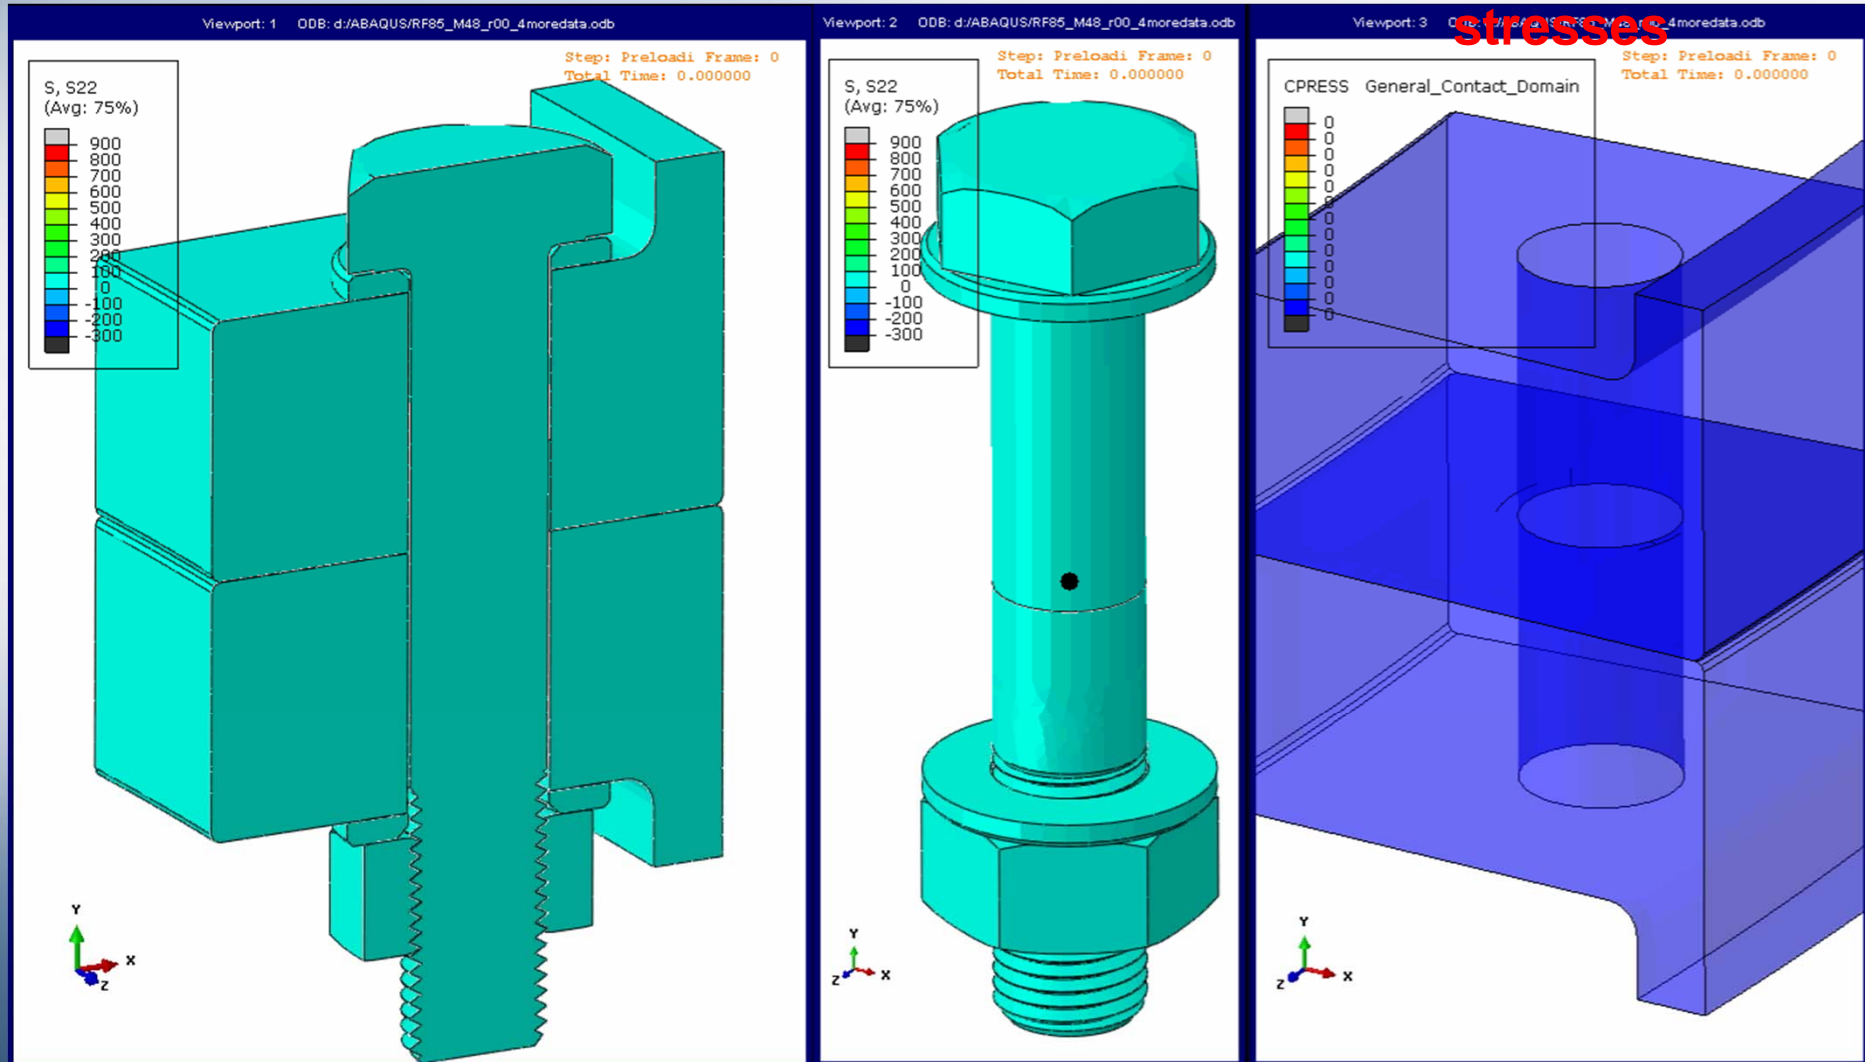 stresses
Viewport: 1 ODB: d:/ABAQUS/RF85_M48_r00_4moredata.odb
Step: Preloadi Frame: 0
Total Time: 0.000000
S, S22
(Avg: 75%)
900
800
700
600
500
400
300
200
100
0
-100
-200
-300
Y
X
Z
Viewport: 2 ODB: d:/ABAQUS/RF85_M48_r00_4moredata.odb
Step: Preloadi Frame: 0
Total Time: 0.000000
S, S22
(Avg: 75%)
900
800
700
600
500
400
300
200
100
0
-100
-200
-300
Y
X
Z
Viewport: 3 ODB: d:/ABAQUS/RF85_M48_r00_4moredata.odb
Step: Preloadi Frame: 0
Total Time: 0.000000
CPRESS General_Contact_Domain
0
0
0
0
0
0
0
0
0
0
0
0
0
Y
X
Z